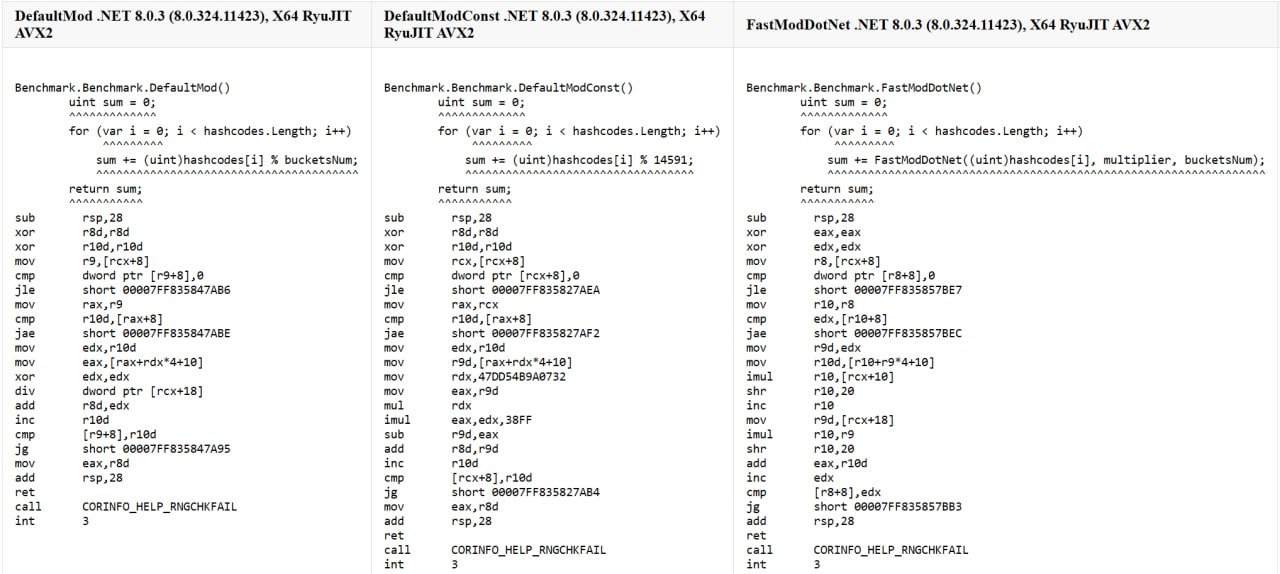 DefaultMod .NET 8.0.3 (8.0.324.11423), X64 RyuJIT
AVX2
Benchmark.Benchmark.DefaultMod()
uint sum = 0;
^^^^^^^^^^^^^
for (var i = 0; i < hashcodes.Length; i++)
^^^^^^^^^
sum += (uint)hashcodes[i] % bucketsNum;
^^^^^^^^^^^^^^^^^^^^^^^^^^^^^^^^^^^^^^^
return sum;
^^^^^^^^^^^
sub rsp,28
xor r8d,r8d
xor r10d,r10d
mov r9,[rcx+8]
cmp dword ptr [r9+8],0
jle short 00007FF835847AB6
mov rax,r9
cmp r10d,[rax+8]
jae short 00007FF835847ABE
mov edx,r10d
mov eax,[rax+rdx*4+10]
xor edx,edx
div dword ptr [rcx+18]
add r8d,edx
inc r10d
cmp [r9+8],r10d
jg short 00007FF835847A95
mov eax,r8d
add rsp,28
ret
call CORINFO_HELP_RNGCHKFAIL
int 3
DefaultModConst .NET 8.0.3 (8.0.324.11423), X64
RyuJIT AVX2
Benchmark.Benchmark.DefaultModConst()
uint sum = 0;
^^^^^^^^^^^^^
for (var i = 0; i < hashcodes.Length; i++)
^^^^^^^^^
sum += (uint)hashcodes[i] % 14591;
^^^^^^^^^^^^^^^^^^^^^^^^^^^^^^^^^^
return sum;
^^^^^^^^^^^
sub rsp,28
xor r8d,r8d
xor r10d,r10d
mov rcx,[rcx+8]
cmp dword ptr [rcx+8],0
jle short 00007FF835827AEA
mov rax,rcx
cmp r10d,[rax+8]
jae short 00007FF835827AF2
mov edx,r10d
mov r9d,[rax+rdx*4+10]
mov rdx,47DD54B9A0732
mov eax,r9d
mul rdx
imul eax,edx,38FF
sub r9d,eax
add r8d,r9d
inc r10d
cmp [rcx+8],r10d
jg short 00007FF835827AB4
mov eax,r8d
add rsp,28
ret
call CORINFO_HELP_RNGCHKFAIL
int 3
FastModDotNet .NET 8.0.3 (8.0.324.11423), X64 RyuJIT AVX2
Benchmark.Benchmark.FastModDotNet()
uint sum = 0;
^^^^^^^^^^^^^
for (var i = 0; i < hashcodes.Length; i++)
^^^^^^^^^
sum += FastModDotNet((uint)hashcodes[i], multiplier, bucketsNum);
^^^^^^^^^^^^^^^^^^^^^^^^^^^^^^^^^^^^^^^^^^^^^^^^^^^^^^^^^^^^^^^^^
return sum;
^^^^^^^^^^^
sub rsp,28
xor eax,eax
xor edx,edx
mov r8,[rcx+8]
cmp dword ptr [r8+8],0
jle short 00007FF835857BE7
mov r10,r8
cmp edx,[r10+8]
jae short 00007FF835857BEC
mov r9d,edx
mov r10d,[r10+r9*4+10]
imul r10,[rcx+10]
shr r10,20
inc r10
mov r9d,[rcx+18]
imul r10,r9
shr r10,20
add eax,r10d
inc edx
cmp [r8+8],edx
jg short 00007FF835857BB3
add rsp,28
ret
call CORINFO_HELP_RNGCHKFAIL
int 3